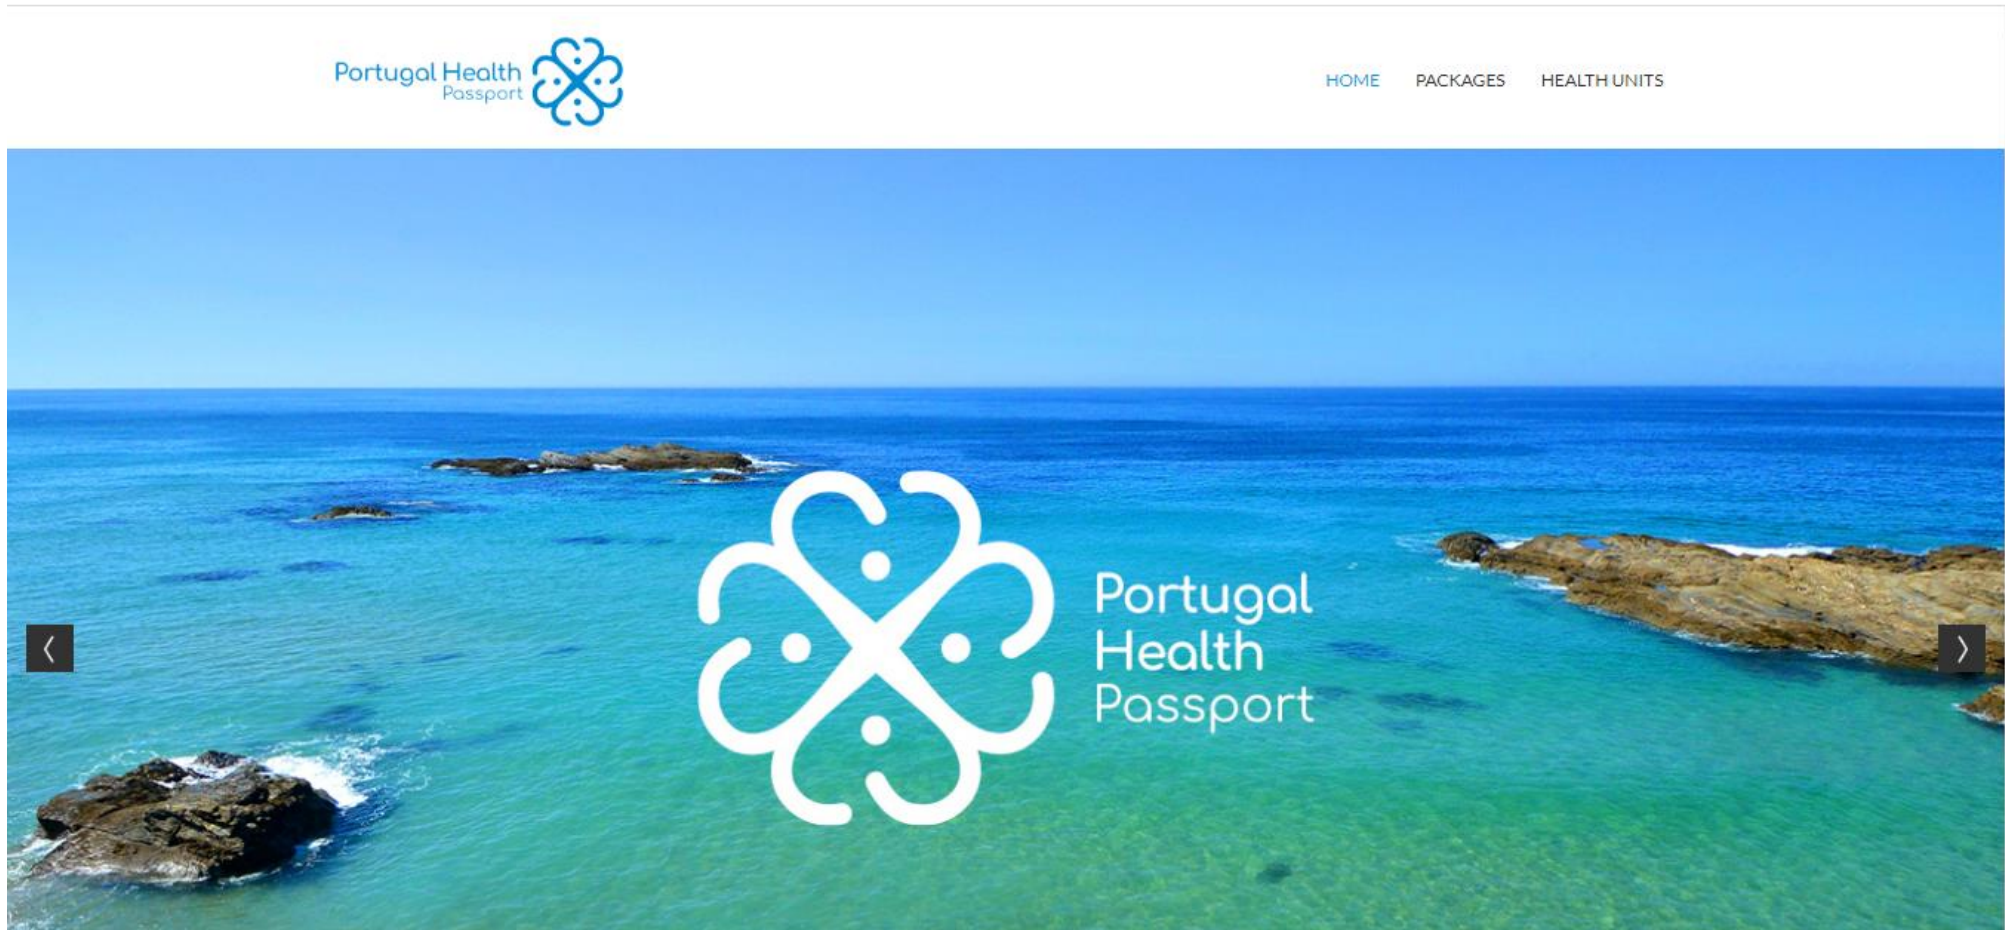 Portugal Health
Passport
HOME PACKAGES HEALTH UNITS
Portugal
Health
Passport